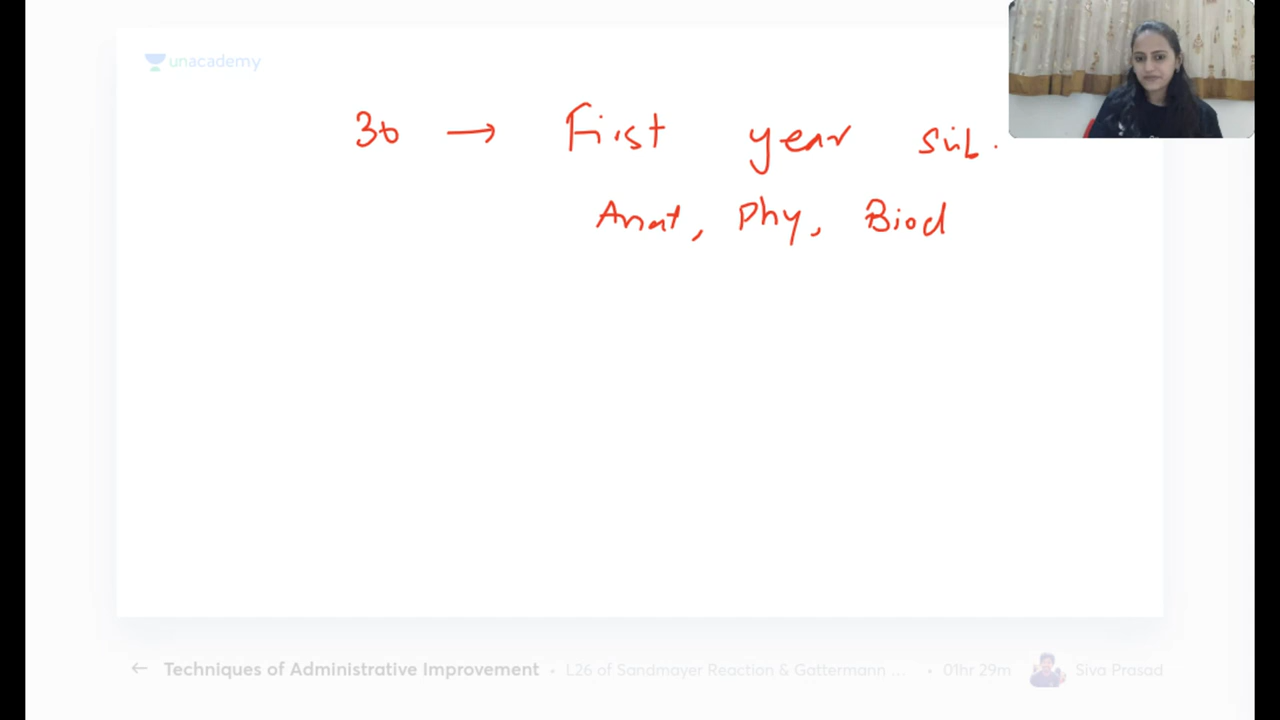 unacademy
30 → First year sub.
Anat, Phy, Bioc
← Techniques of Administrative Improvement • L26 of Sandmayer Reaction & Gattermann ... • 01hr 29m Siva Prasad